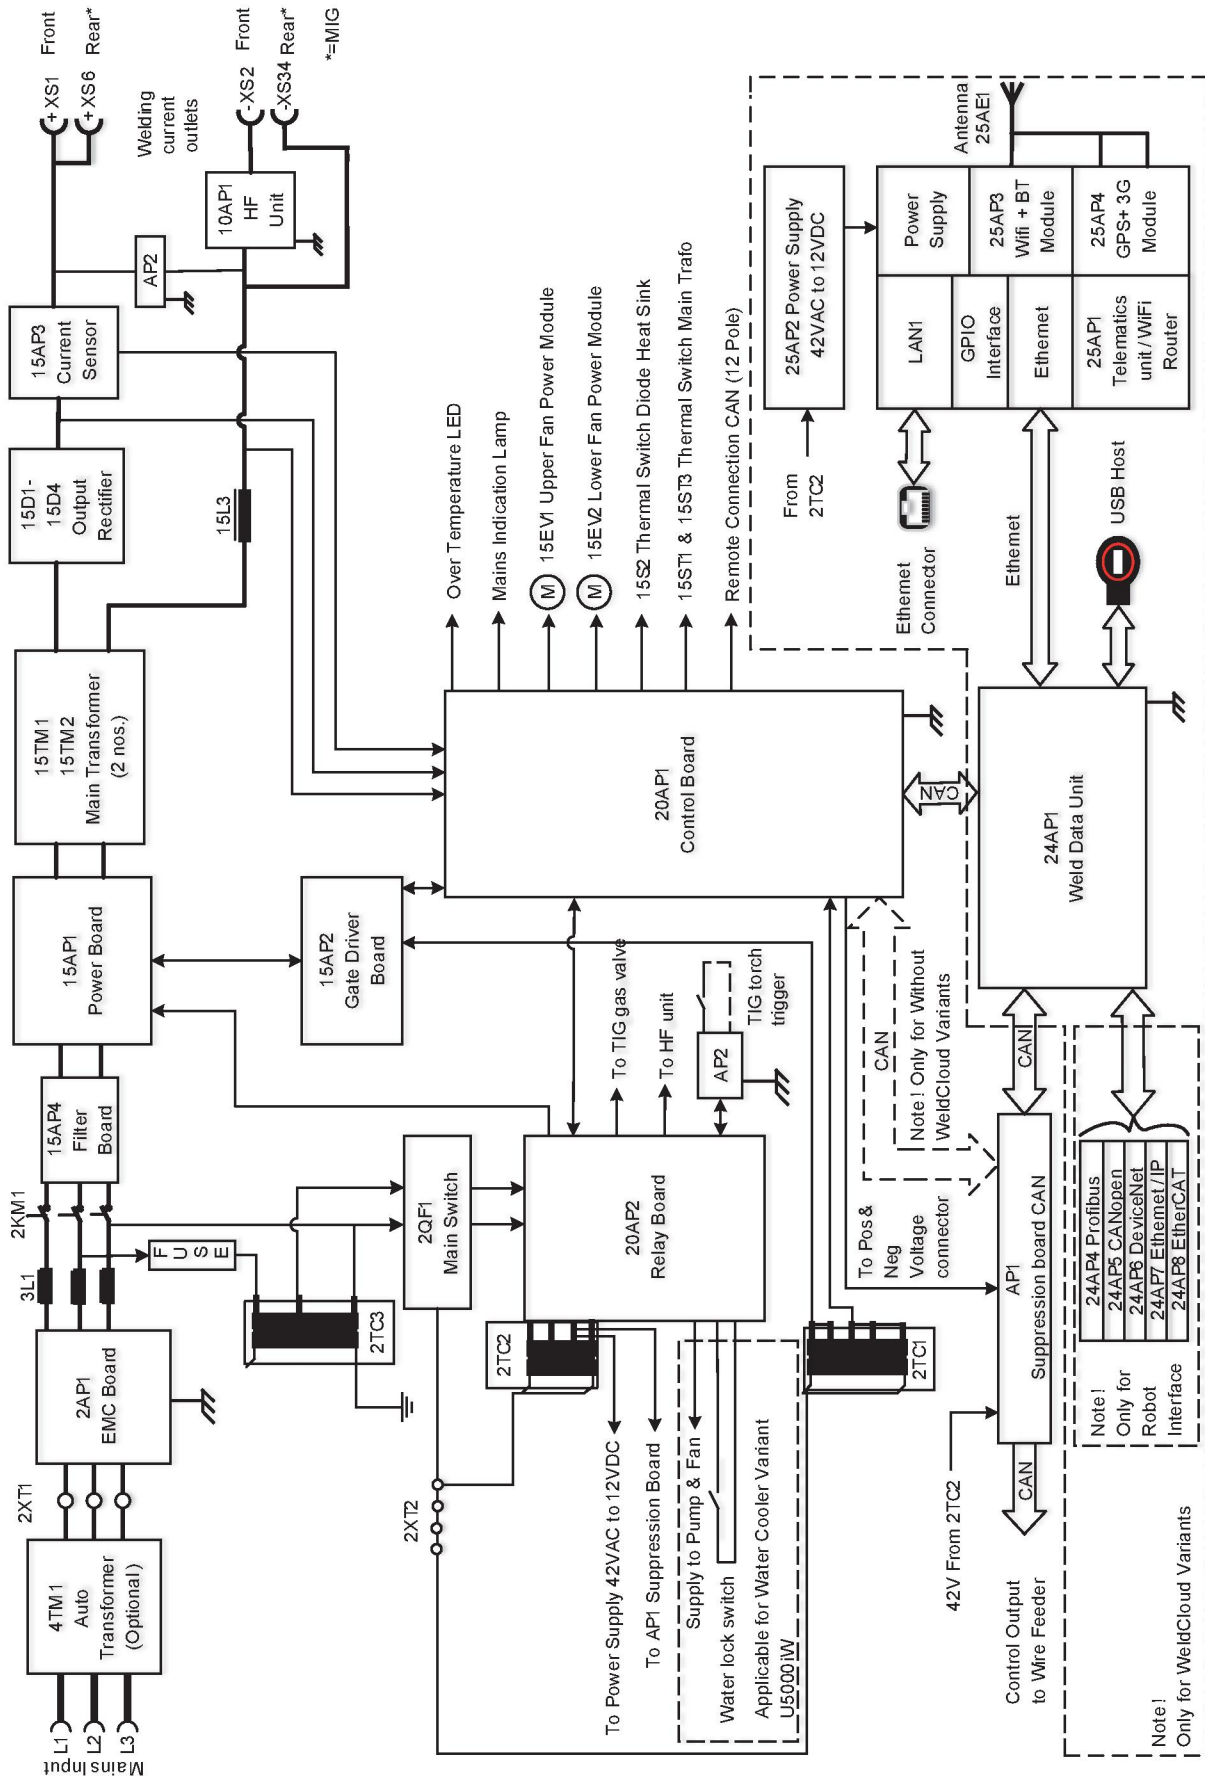 Mains Input
L1
L2
L3
4TM1
Auto
Transformer
(Optional)
2XT1
2AP1
EMC Board
3L1
2KM1
15AP4
Filter
Board
15AP1
Power Board
15TM1
15TM2
Main Transformer
(2 nos.)
15D1-
15D4
Output
Rectifier
15AP3
Current
Sensor
+ XS1
Front
+ XS6
Rear*
Welding
current
outlets
AP2
10AP1
HF
Unit
-XS2
Front
-XS34
Rear*
*=MIG
15L3
FUSE
2TC3
2QF1
Main Switch
15AP2
Gate Driver
Board
2XT2
2TC2
20AP2
Relay Board
To TIG gas valve
To HF unit
AP2
TIG torch
trigger
20AP1
Control Board
Over Temperature LED
Mains Indication Lamp
M
15EV1 Upper Fan Power Module
M
15EV2 Lower Fan Power Module
15S2 Thermal Switch Diode Heat Sink
15ST1 & 15ST3 Thermal Switch Main Trafo
Remote Connection CAN (12 Pole)
To Power Supply 42VAC to 12VDC
To AP1 Suppression Board
Supply to Pump & Fan
Water lock switch
Applicable for Water Cooler Variant
U5000iW
2TC1
To Pos &
Neg
Voltage
connector
CAN
Note! Only for Without
WeldCloud Variants
CAN
From
2TC2
25AP2 Power Supply
42VAC to 12VDC
Antenna
25AE1
LAN1
Power
Supply
GPIO
Interface
Ethernet
25AP3
Wifi + BT
Module
25AP1
Telematics
unit / WiFi
Router
25AP4
GPS+ 3G
Module
Ethernet
Connector
Ethernet
USB Host
24AP1
Weld Data Unit
42V From 2TC2
AP1
Suppression board CAN
CAN
CAN
Control Output
to Wire Feeder
Note!
Only for
Robot
Interface
24AP4 Profibus
24AP5 CANopen
24AP6 DeviceNet
24AP7 Ethernet / IP
24AP8 EtherCAT
Note!
Only for WeldCloud Variants